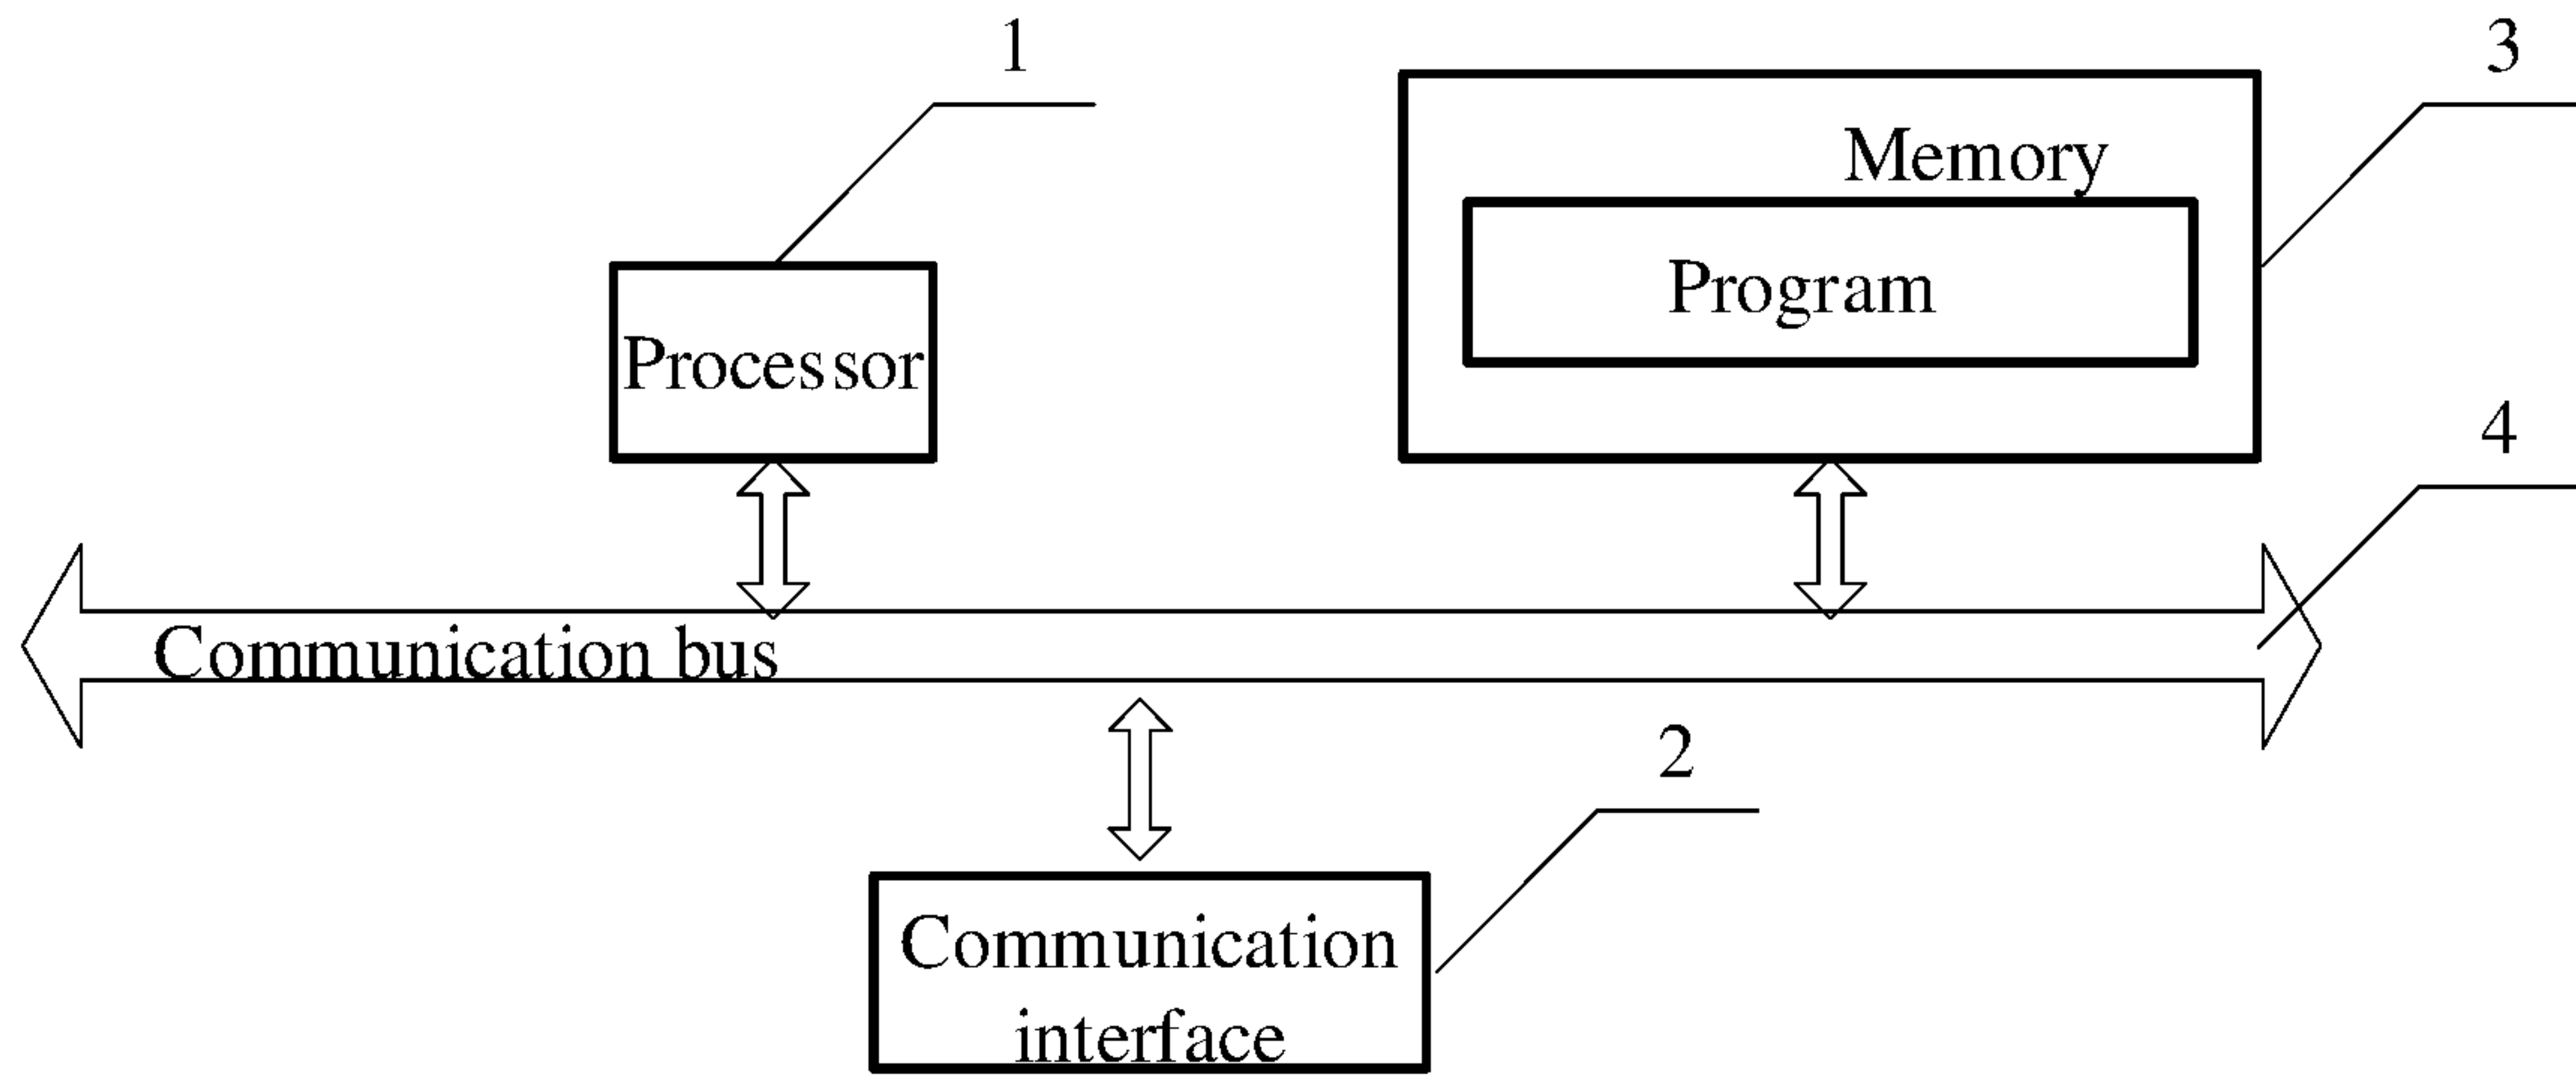 1
3
Memory
Program
Processor
4
Communication bus
2
Communication
interface